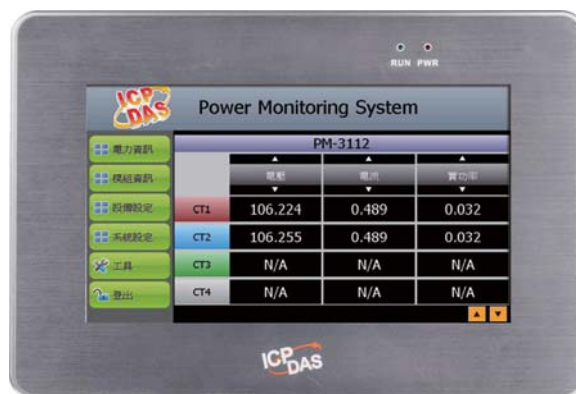 RUN PWR
ICP DAS
Power Monitoring System
PM-3112
電力資訊
模組資訊
設備設定
系統設定
工具
登出
電壓 電流 實功率
CT1 106.224 0.489 0.032
CT2 106.255 0.489 0.032
CT3 N/A N/A N/A
CT4 N/A N/A N/A
ICP DAS